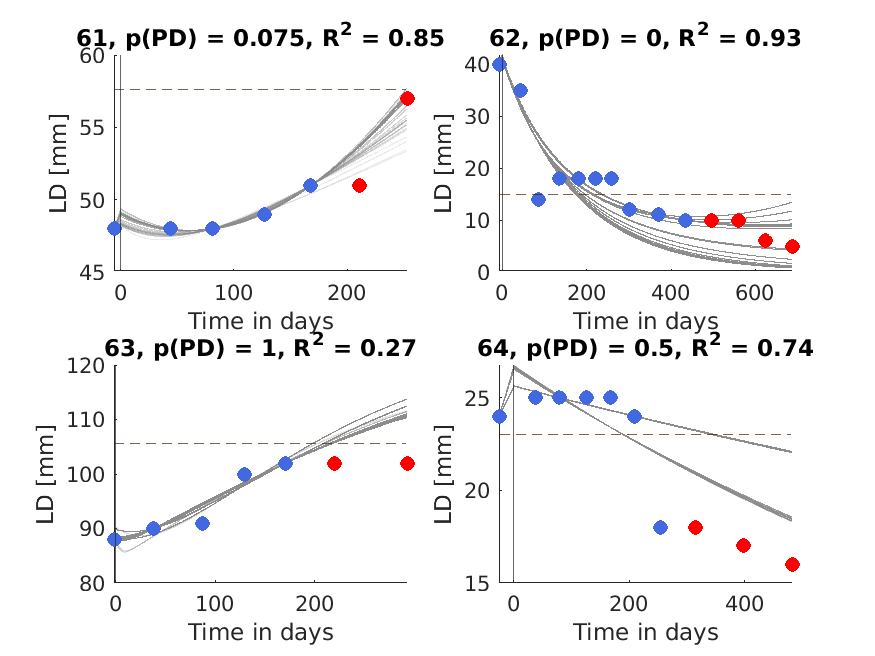 61, p(PD) = 0.075, R² = 0.85
60
55
50
45
LD [mm]
0 100 200
Time in days
62, p(PD) = 0, R² = 0.93
40
30
20
10
0
LD [mm]
0 200 400 600
Time in days
63, p(PD) = 1, R² = 0.27
120
110
100
90
80
LD [mm]
0 100 200
Time in days
64, p(PD) = 0.5, R² = 0.74
25
20
15
LD [mm]
0 200 400
Time in days